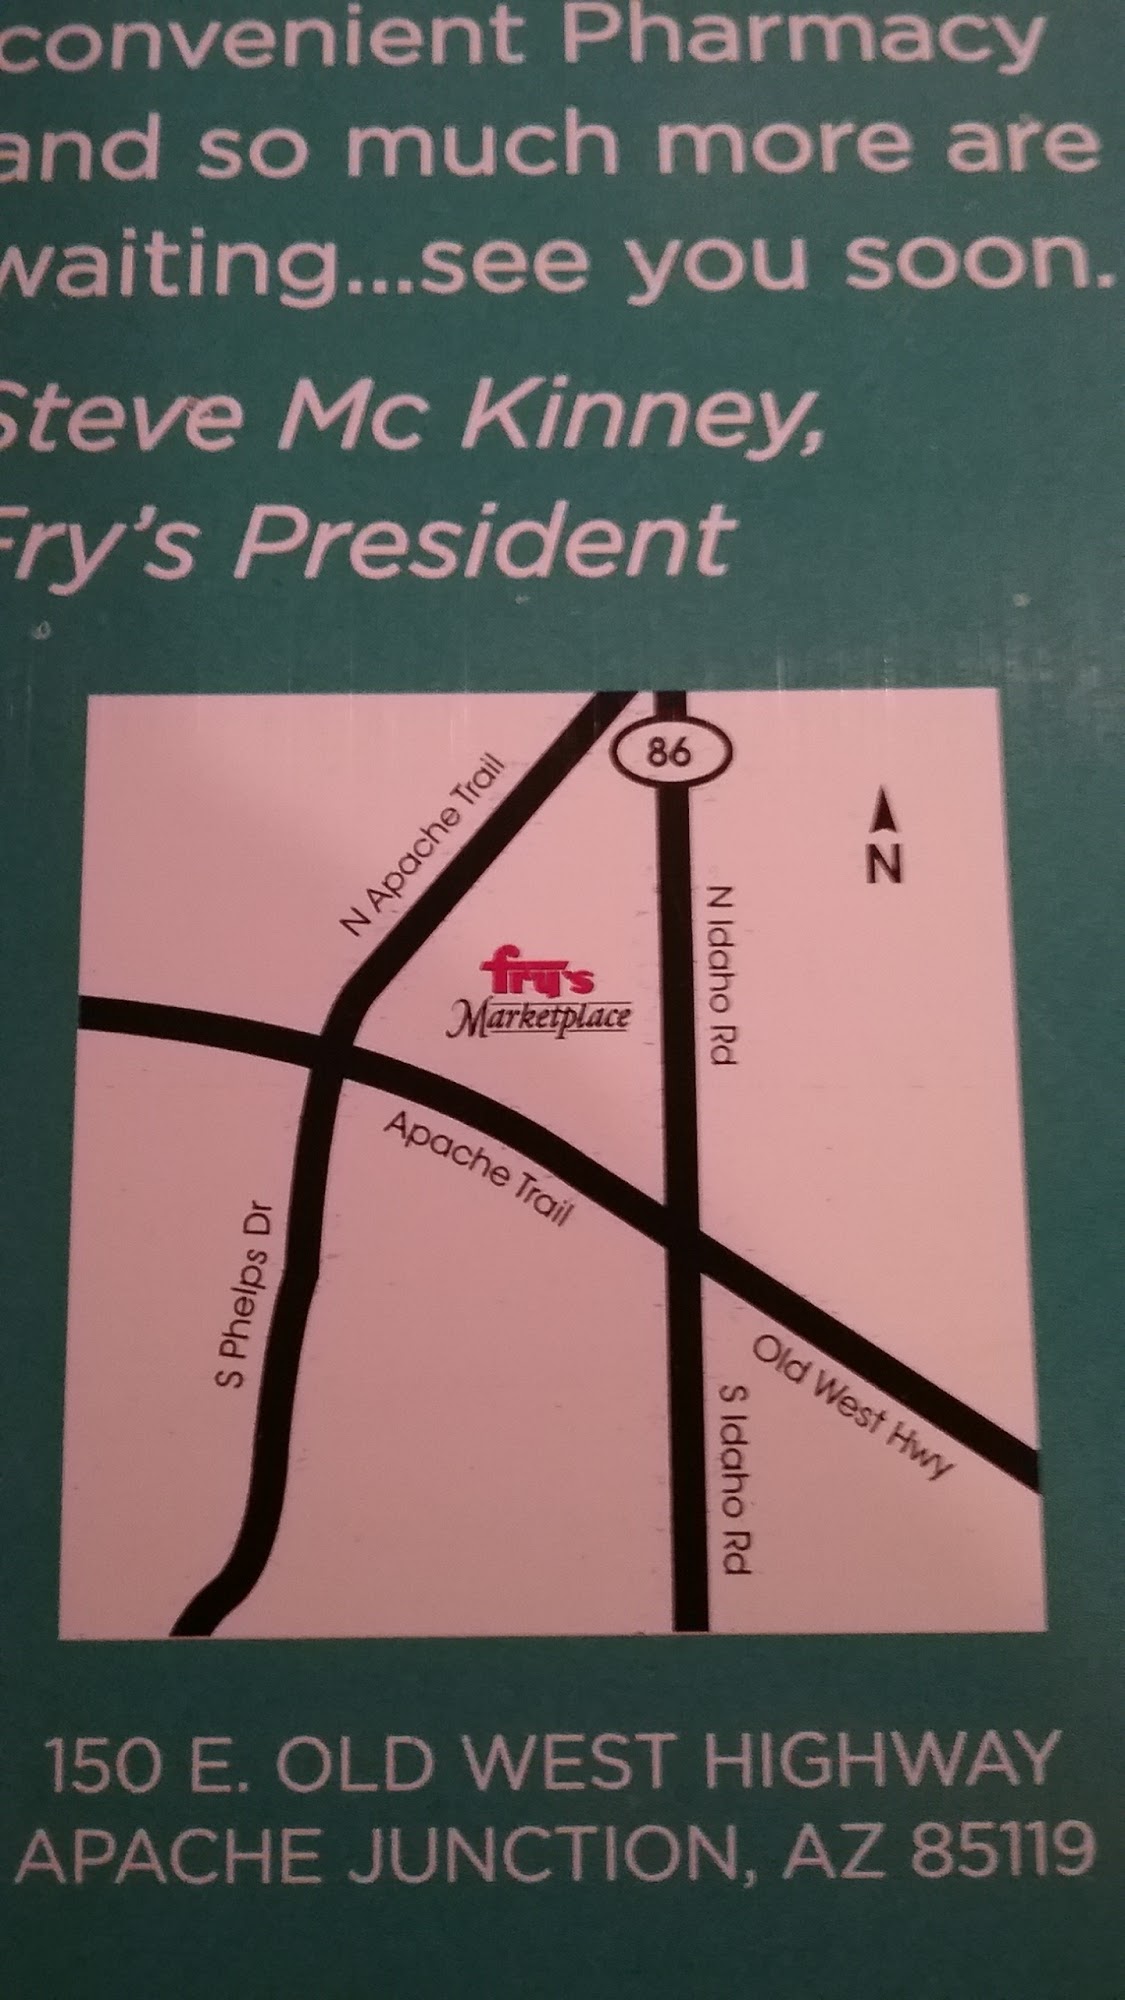 convenient Pharmacy
and so much more are
waiting...see you soon.
Steve Mc Kinney,
Fry's President
86
N Apache Trail
N
N Idaho Rd
fry's
Marketplace
Apache Trail
S Phelps Dr
Old West Hwy
S Idaho Rd
150 E. OLD WEST HIGHWAY
APACHE JUNCTION, AZ 85119